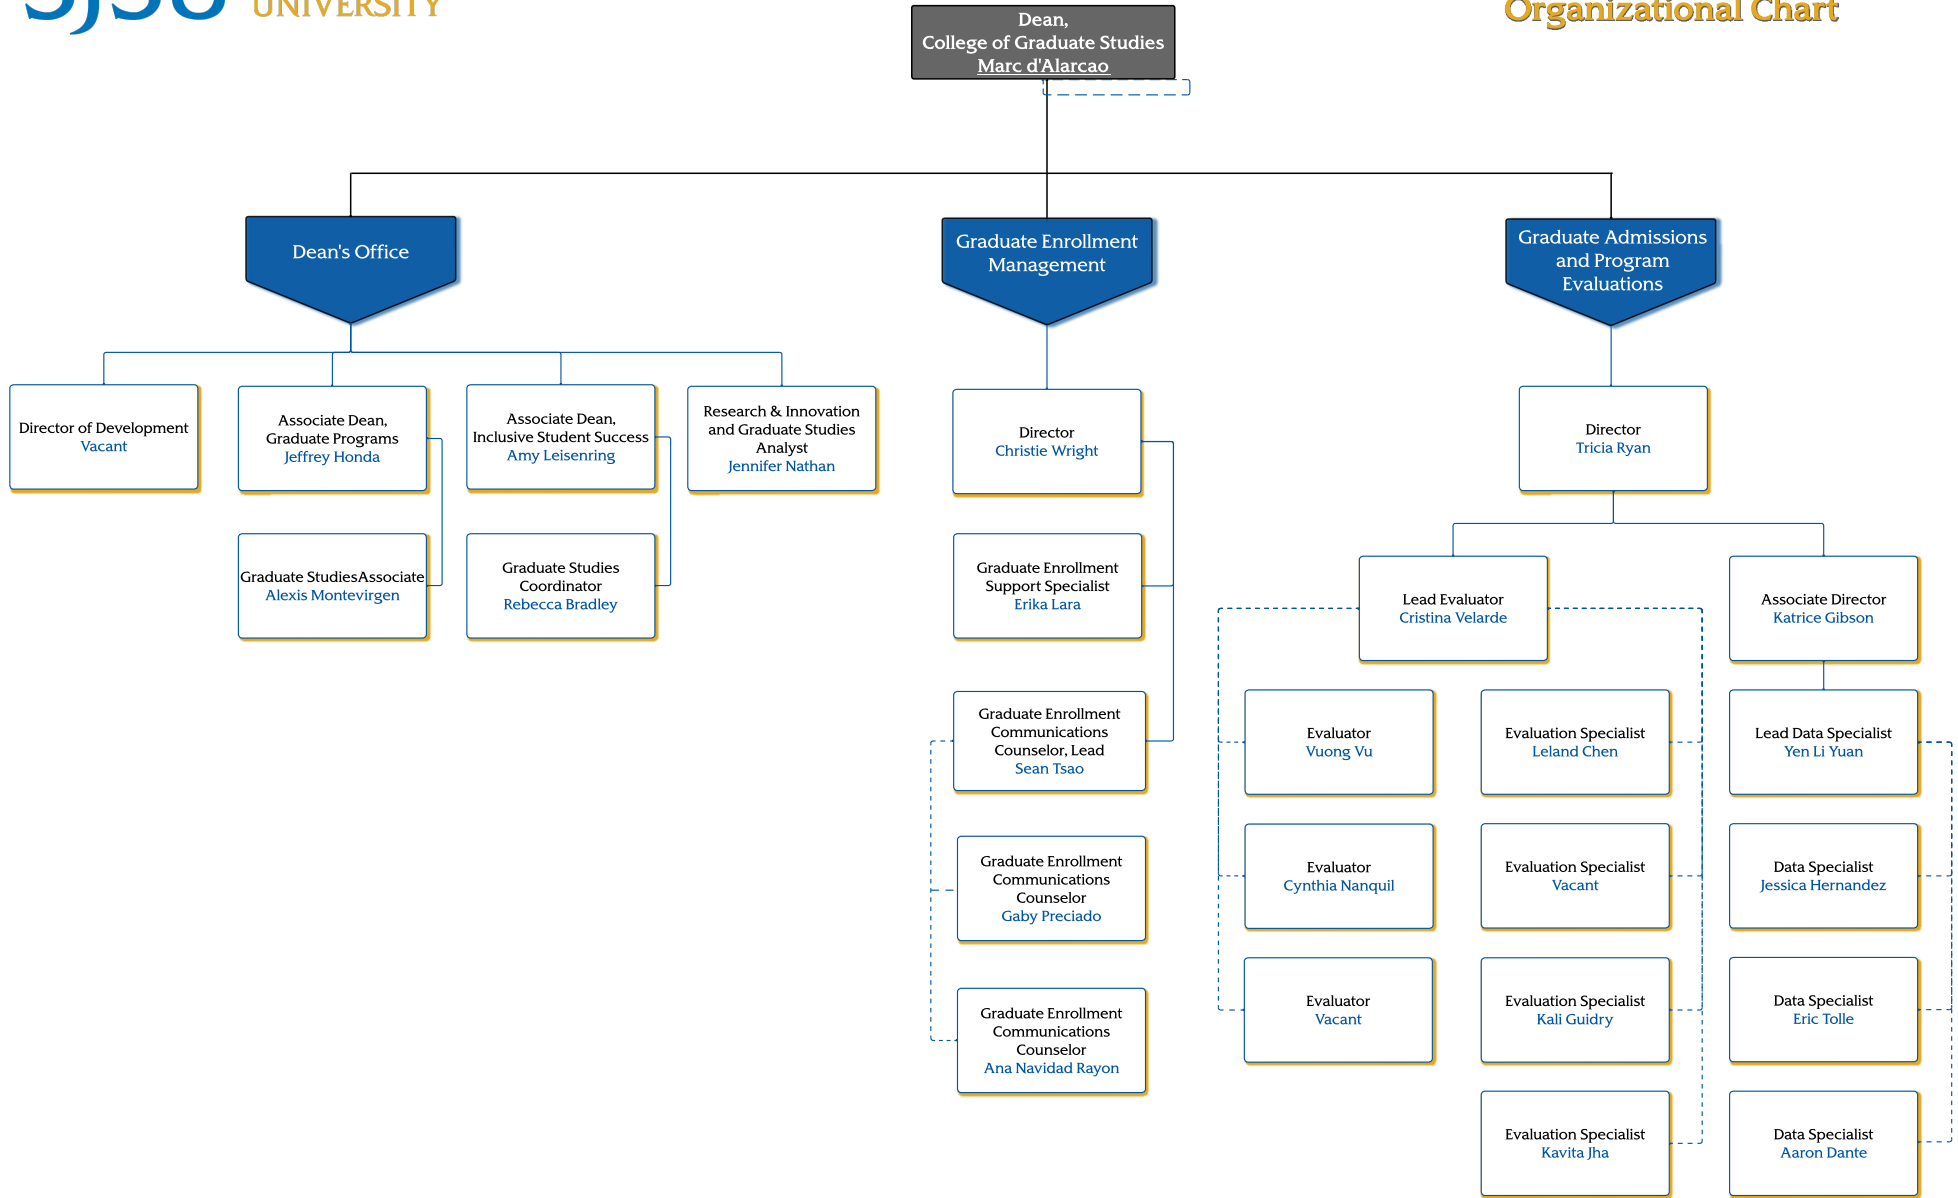 SJSU UNIVERSITY
Organizational Chart
Dean,
College of Graduate Studies
Marc d'Alarcao
Dean's Office
Graduate Enrollment
Management
Graduate Admissions
and Program
Evaluations
Director of Development
Vacant
Associate Dean,
Graduate Programs
Jeffrey Honda
Associate Dean,
Inclusive Student Success
Amy Leisenring
Research & Innovation
and Graduate Studies
Analyst
Jennifer Nathan
Director
Christie Wright
Director
Tricia Ryan
Graduate StudiesAssociate
Alexis Montevirgen
Graduate Studies
Coordinator
Rebecca Bradley
Graduate Enrollment
Support Specialist
Erika Lara
Lead Evaluator
Cristina Velarde
Associate Director
Katrice Gibson
Graduate Enrollment
Communications
Counselor, Lead
Sean Tsao
Evaluator
Vuong Vu
Evaluation Specialist
Leland Chen
Lead Data Specialist
Yen Li Yuan
Graduate Enrollment
Communications
Counselor
Gaby Preciado
Evaluator
Cynthia Nanquil
Evaluation Specialist
Vacant
Data Specialist
Jessica Hernandez
Graduate Enrollment
Communications
Counselor
Ana Navidad Rayon
Evaluator
Vacant
Evaluation Specialist
Kali Guidry
Data Specialist
Eric Tolle
Evaluation Specialist
Kavita Jha
Data Specialist
Aaron Dante